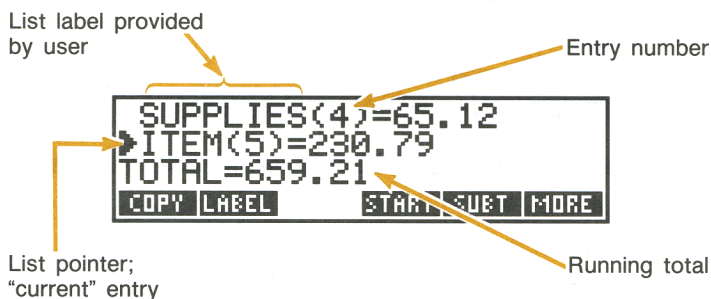 List label provided
by user
Entry number
SUPPLIES(4)=65.12
ITEM(5)=230.79
TOTAL=659.21
COPY LABEL START SUBT MORE
List pointer;
“current” entry
Running total